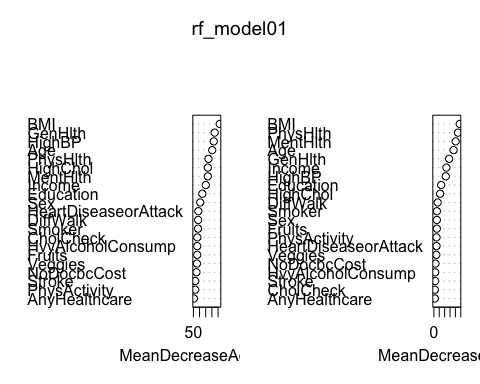 rf_model01
BMI
GenHlth
HighBP
Age
PhysHlth
HighChol
MentHlth
Income
Education
Sex
HeartDiseaseorAttack
DiffWalk
Smoker
CholCheck
HvyAlcoholConsump
Fruits
Veggies
NoDocbcCost
Stroke
PhysActivity
AnyHealthcare
50
MeanDecreaseA
BMI
PhysHlth
MentHlth
Age
GenHlth
Income
HighBP
Education
HighChol
DiffWalk
Smoker
Sex
Fruits
PhysActivity
HeartDiseaseorAttack
Veggies
NoDocbcCost
HvyAlcoholConsump
Stroke
CholCheck
AnyHealthcare
0
MeanDecrease